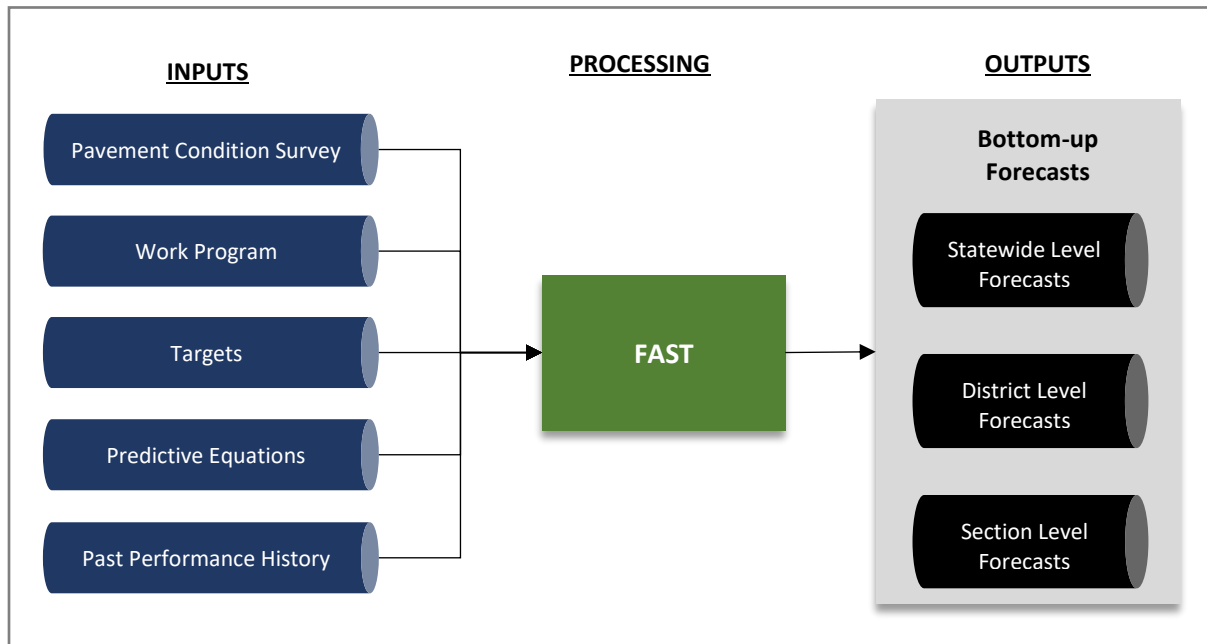 INPUTS
Pavement Condition Survey
Work Program
Targets
Predictive Equations
Past Performance History
PROCESSING
FAST
OUTPUTS
Bottom-up
Forecasts
Statewide Level
Forecasts
District Level
Forecasts
Section Level
Forecasts